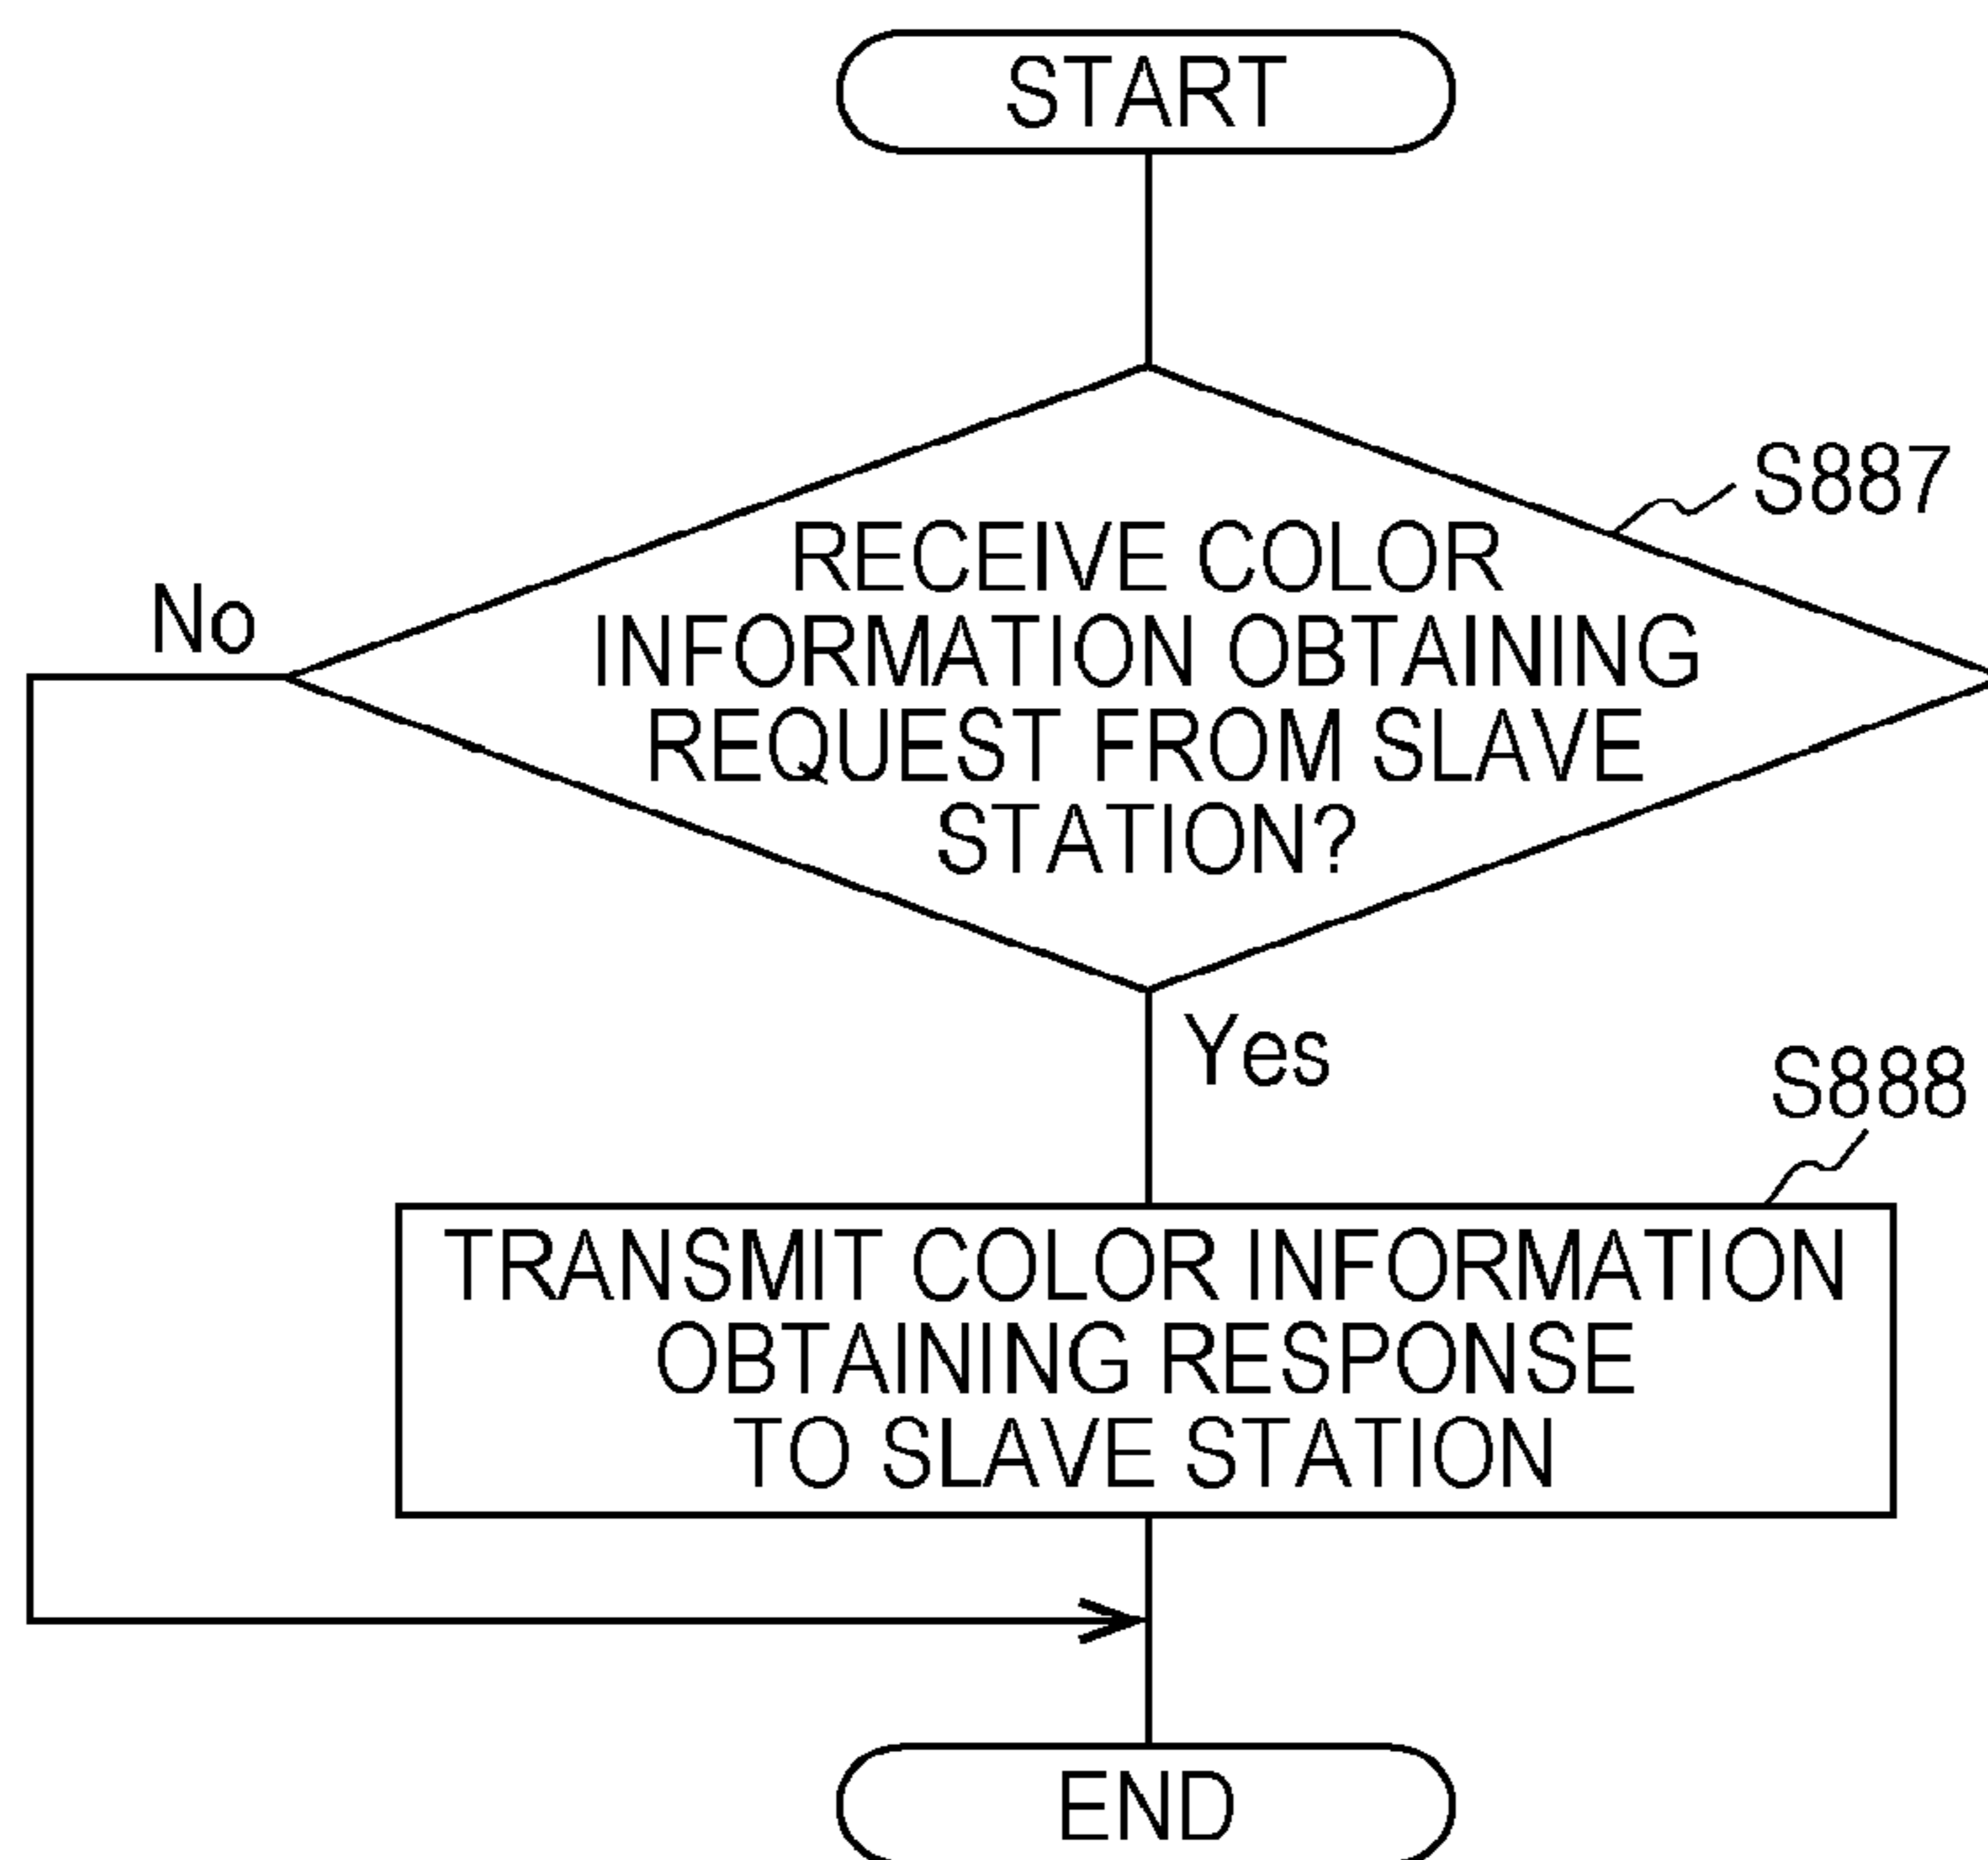 START
S887
RECEIVE COLOR
INFORMATION OBTAINING
REQUEST FROM SLAVE
STATION?
No
Yes
S888
TRANSMIT COLOR INFORMATION
OBTAINING RESPONSE
TO SLAVE STATION
END